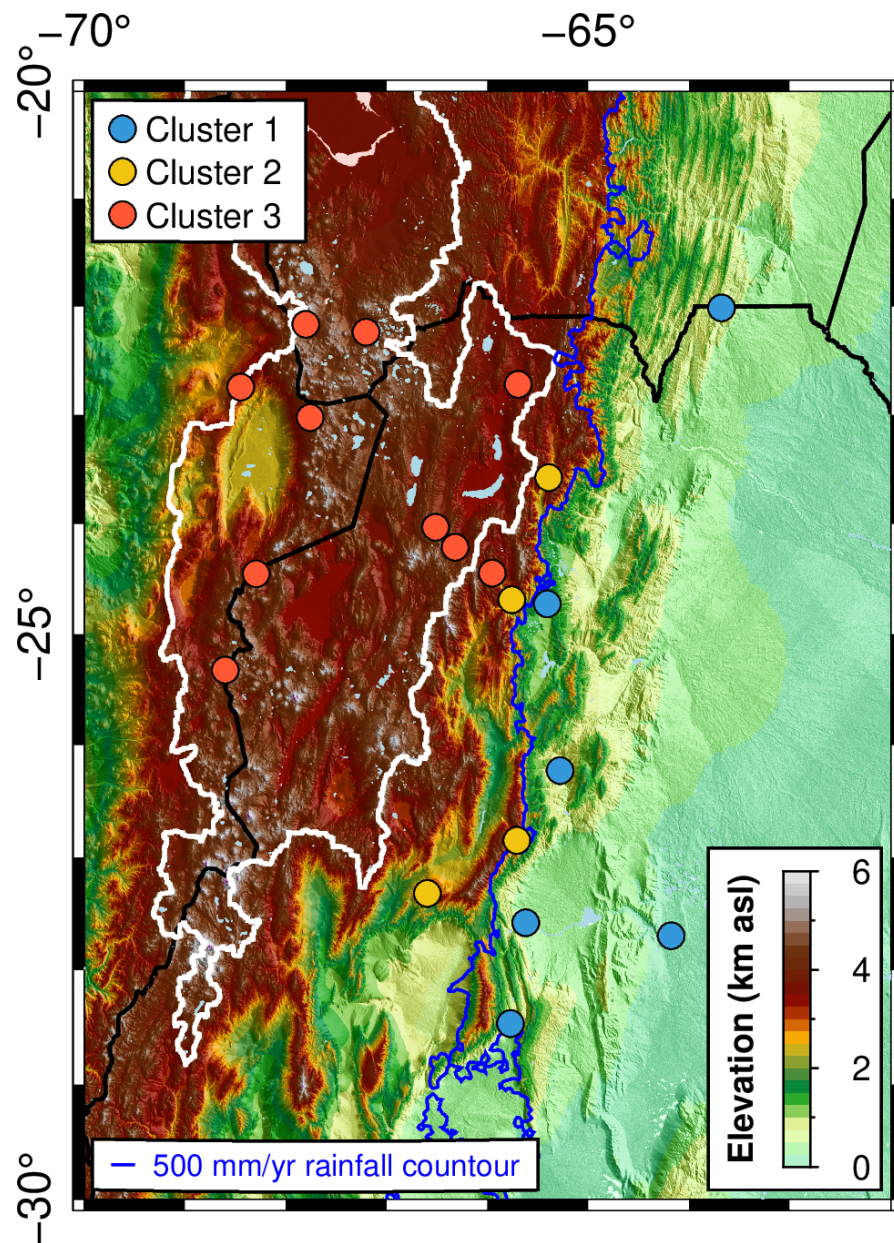 -70°
-65°
-20°
Cluster 1
Cluster 2
Cluster 3
-25°
Elevation (km asl)
6
4
2
0
500 mm/yr rainfall countour
-30°